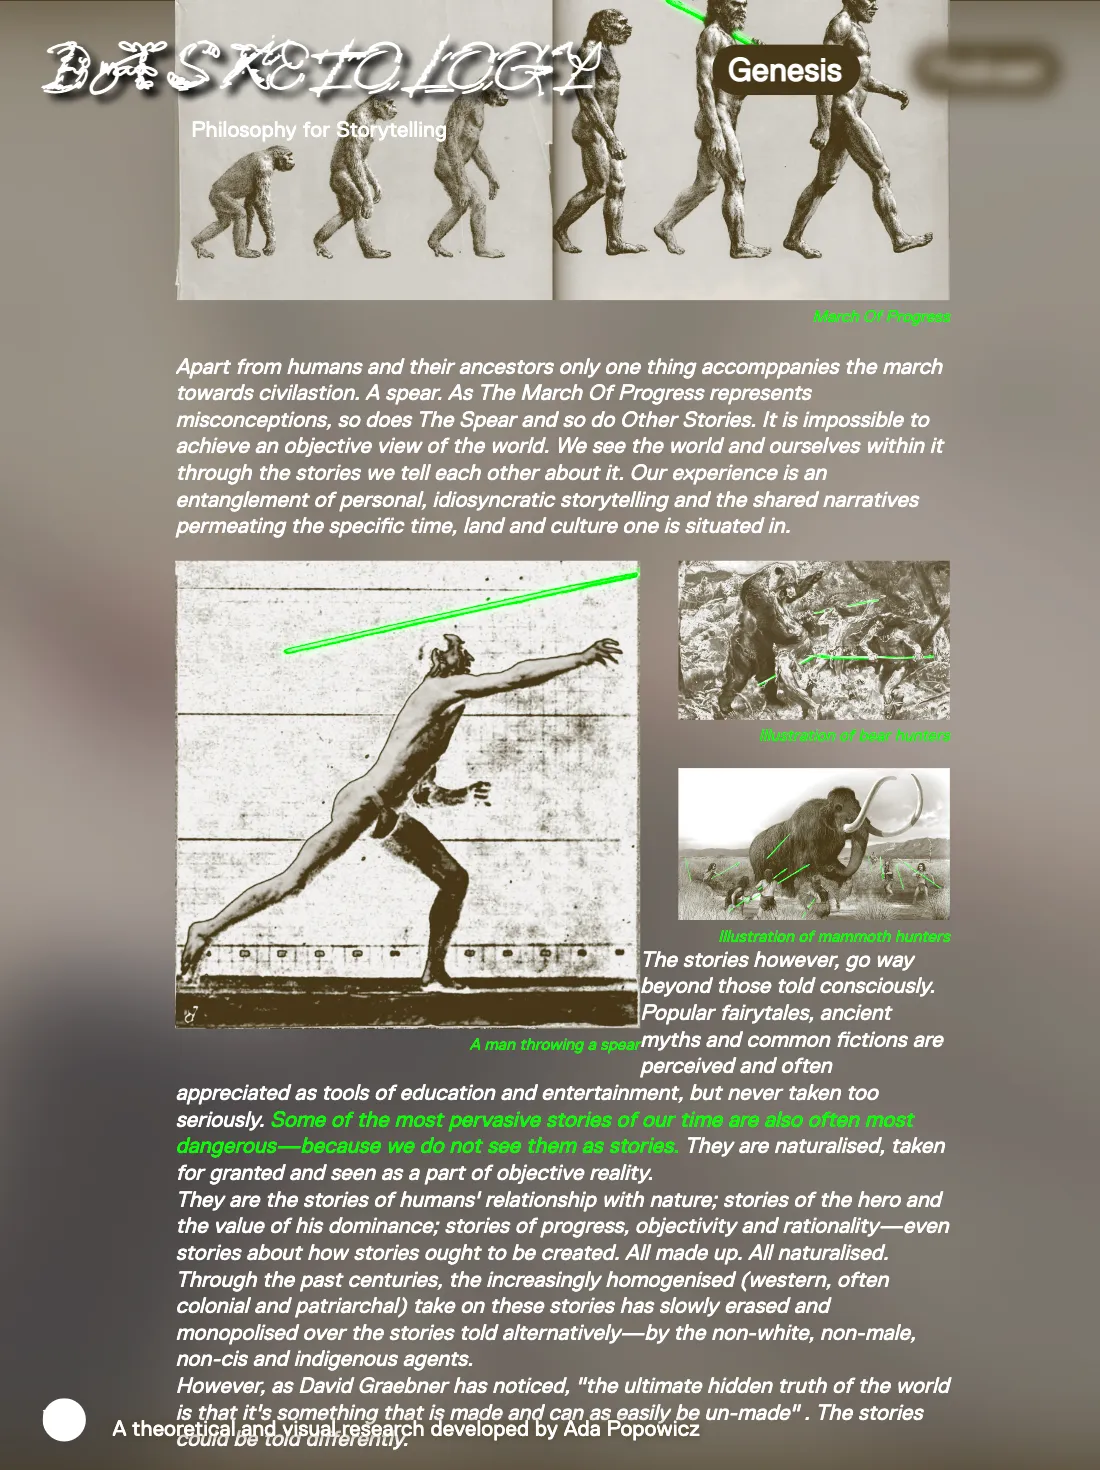 BASKETOLOGY
Genesis
Philosophy for Storytelling
March Of Progress
Apart from humans and their ancestors only one thing accomppanies the march
towards civilastion. A spear. As The March Of Progress represents
misconceptions, so does The Spear and so do Other Stories. It is impossible to
achieve an objective view of the world. We see the world and ourselves within it
through the stories we tell each other about it. Our experience is an
entanglement of personal, idiosyncratic storytelling and the shared narratives
permeating the specific time, land and culture one is situated in.
Illustration of bear hunters
Illustration of mammoth hunters
A man throwing a spear
The stories however, go way
beyond those told consciously.
Popular fairytales, ancient
myths and common fictions are
perceived and often
appreciated as tools of education and entertainment, but never taken too
seriously. Some of the most pervasive stories of our time are also often most
dangerous—because we do not see them as stories. They are naturalised, taken
for granted and seen as a part of objective reality.
They are the stories of humans' relationship with nature; stories of the hero and
the value of his dominance; stories of progress, objectivity and rationality—even
stories about how stories ought to be created. All made up. All naturalised.
Through the past centuries, the increasingly homogenised (western, often
colonial and patriarchal) take on these stories has slowly erased and
monopolised over the stories told alternatively—by the non-white, non-male,
non-cis and indigenous agents.
However, as David Graebner has noticed, "the ultimate hidden truth of the world
is that it's something that is made and can as easily be un-made" . The stories
could be told differently.
A theoretical and visual research developed by Ada Popowicz